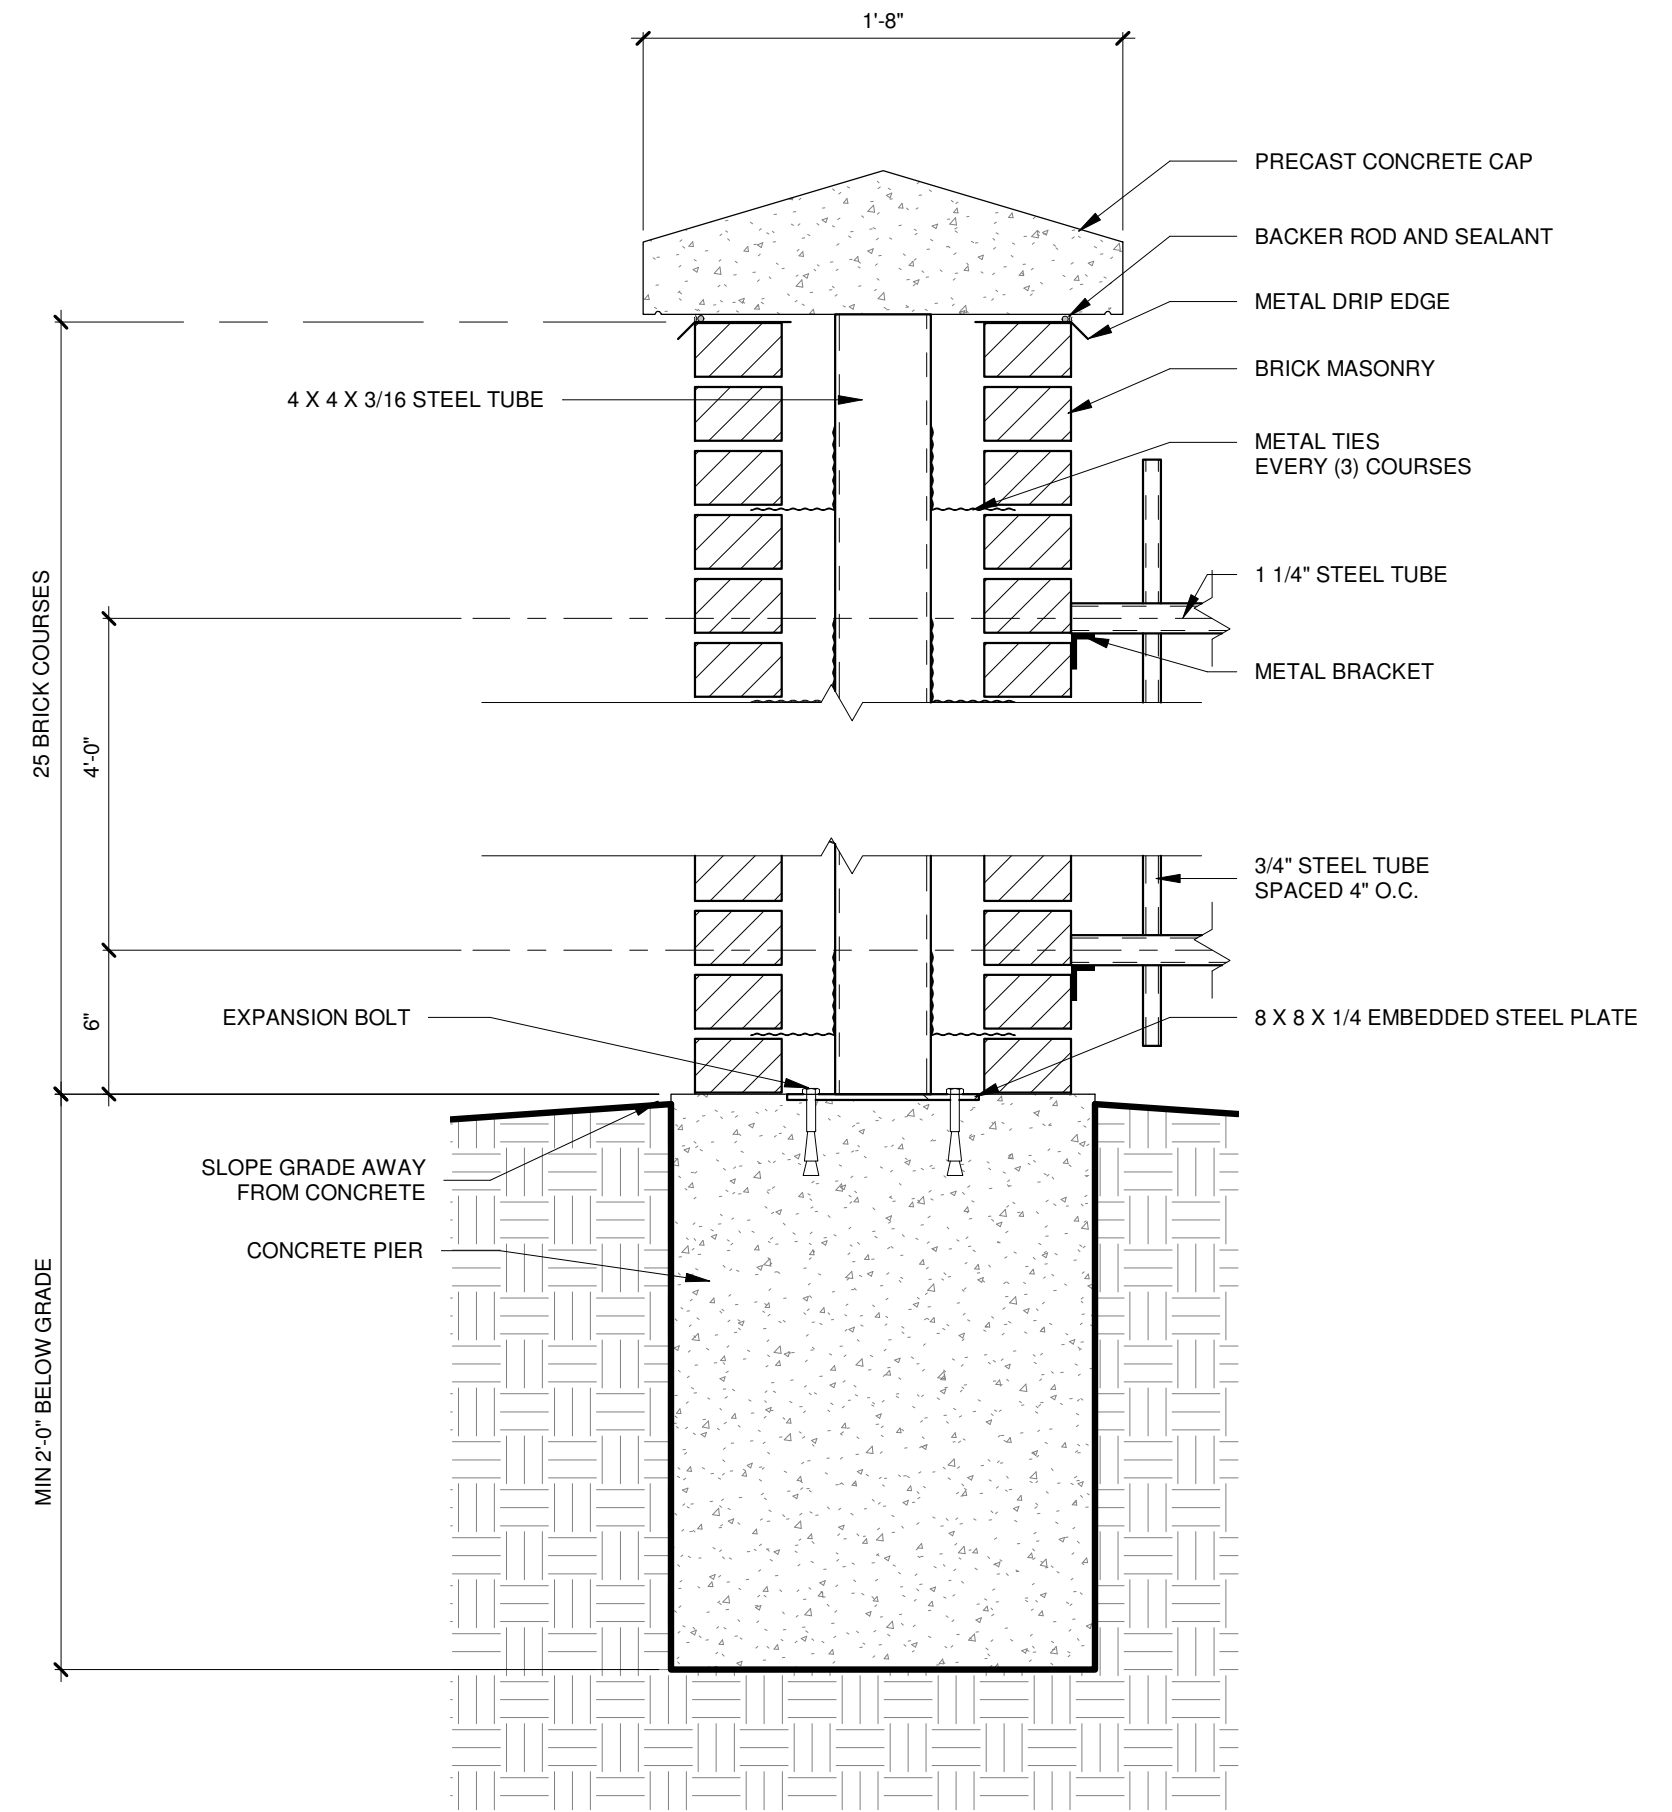 1'-8"
PRECAST CONCRETE CAP
BACKER ROD AND SEALANT
METAL DRIP EDGE
BRICK MASONRY
4 X 4 X 3/16 STEEL TUBE
METAL TIES
EVERY (3) COURSES
1 1/4" STEEL TUBE
METAL BRACKET
25 BRICK COURSES
4'-0"
3/4" STEEL TUBE
SPACED 4" O.C.
6"
EXPANSION BOLT
8 X 8 X 1/4 EMBEDDED STEEL PLATE
SLOPE GRADE AWAY
FROM CONCRETE
CONCRETE PIER
MIN 2'-0" BELOW GRADE